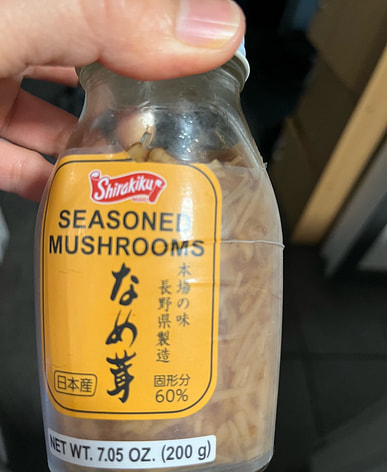 Shirakiku
SEASONED
MUSHROOMS
なめ茸
本場の味
長野県製造
日本産
固形分
60%
NET WT. 7.05 OZ. (200 g)